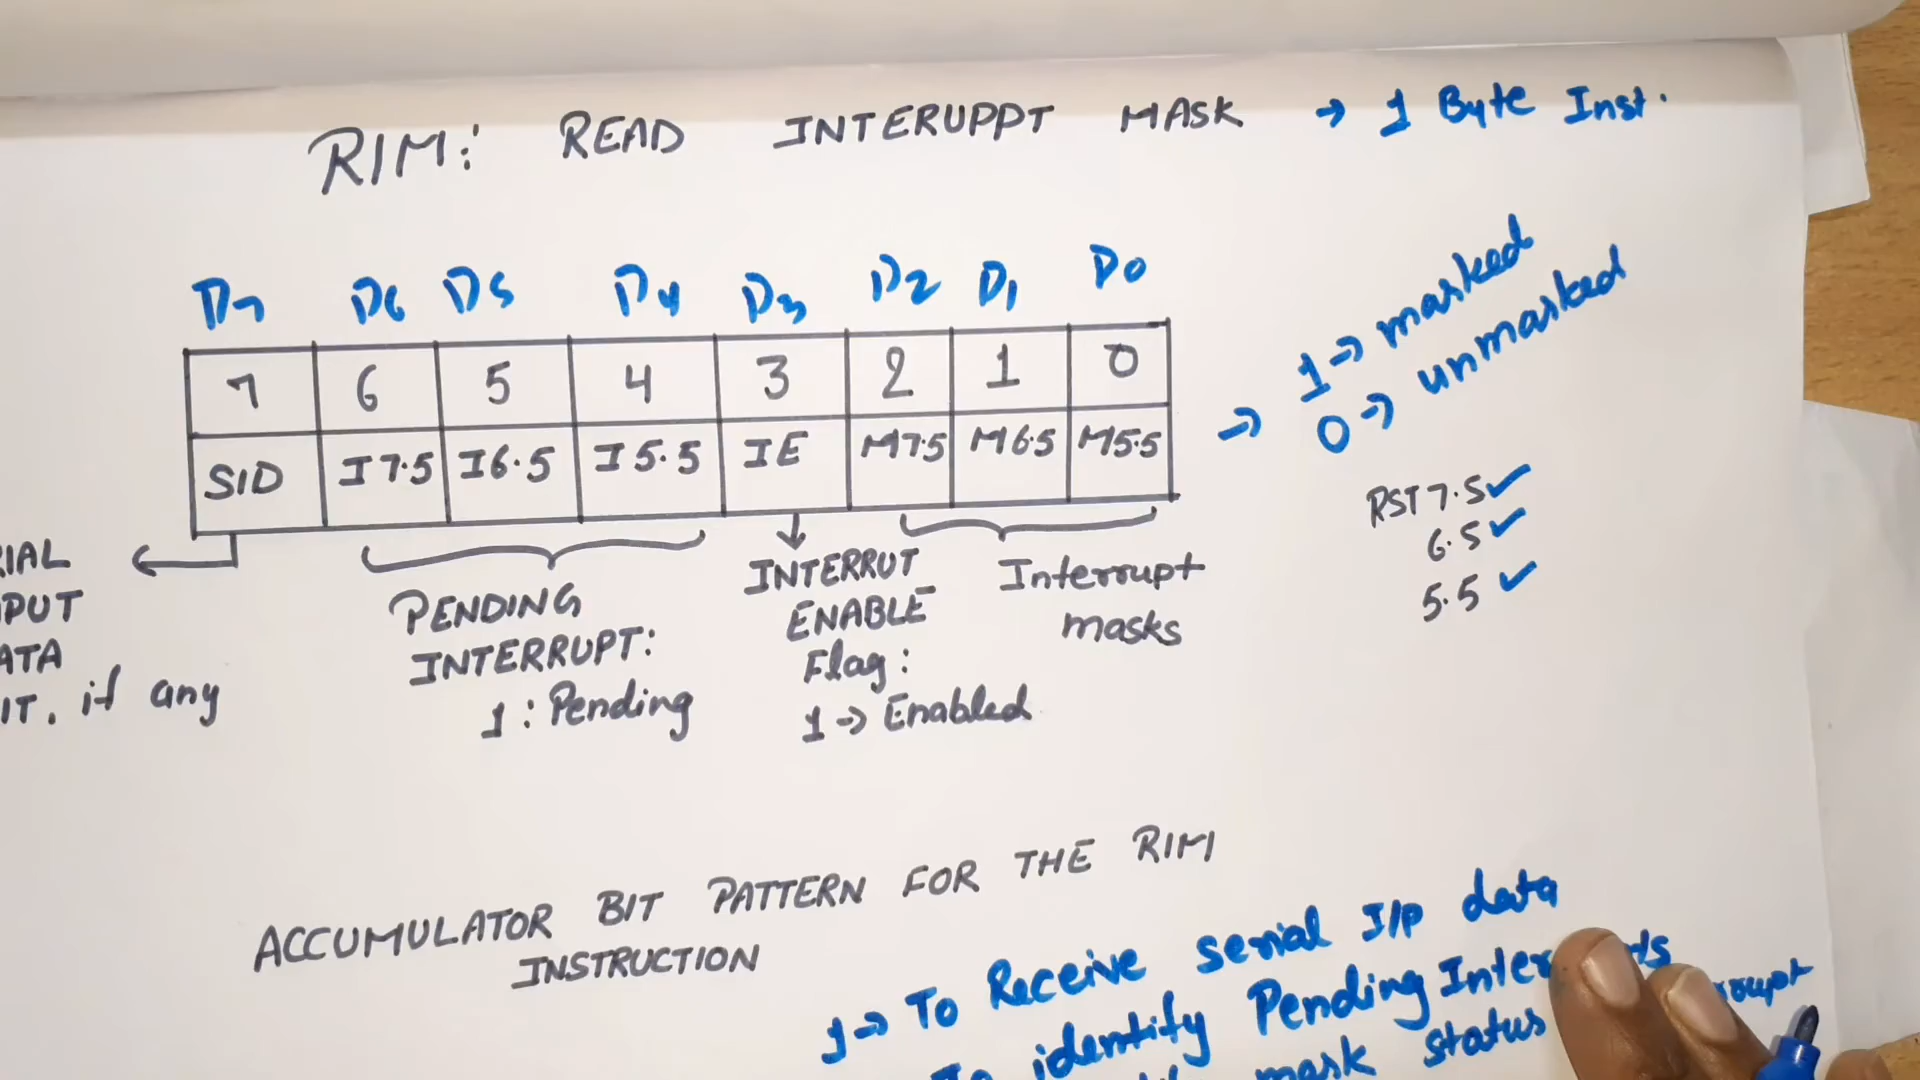 RIM: READ INTERUPPT MASK → 1 Byte Inst.
D7 D6 D5 D4 D3 D2 D1 D0
7 6 5 4 3 2 1 0
SID I7.5 I6.5 I5.5 IE M7.5 M6.5 M5.5
→ 1 → masked
0 → unmasked
RST 7.5 ✓
6.5 ✓
5.5 ✓
RIAL
PUT
ATA
IT, if any
PENDING
INTERRUPT:
1 : Pending
INTERRUT
ENABLE
Flag :
1 → Enabled
Interrupt
masks
ACCUMULATOR BIT PATTERN FOR THE RIM
INSTRUCTION
1 → To Receive serial I/P data
To identify Pending
mask status